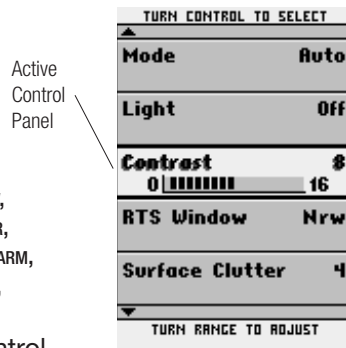 TURN CONTROL TO SELECT
Mode Auto
Active
Control
Panel
Light Off
Contrast 8
0 16
RTS Window Nrw
ARM,
Surface Clutter 4
TURN RANGE TO ADJUST